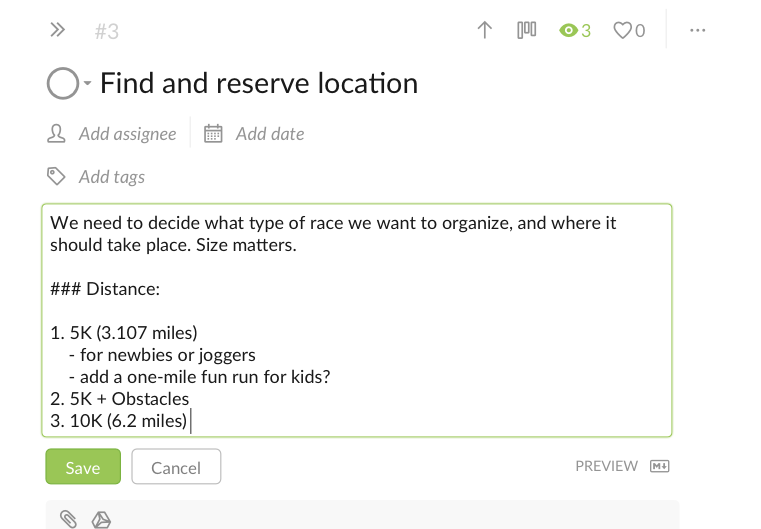 #3
3
0
Find and reserve location
Add assignee
Add date
Add tags
We need to decide what type of race we want to organize, and where it
should take place. Size matters.
### Distance:
1. 5K (3.107 miles)
- for newbies or joggers
- add a one-mile fun run for kids?
2. 5K + Obstacles
3. 10K (6.2 miles)
Save
Cancel
PREVIEW
M